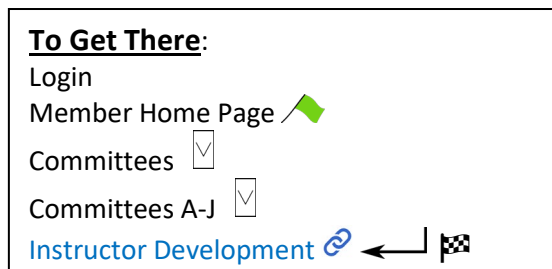 To Get There:
Login
Member Home Page
Committees
Committees A-J
Instructor Development